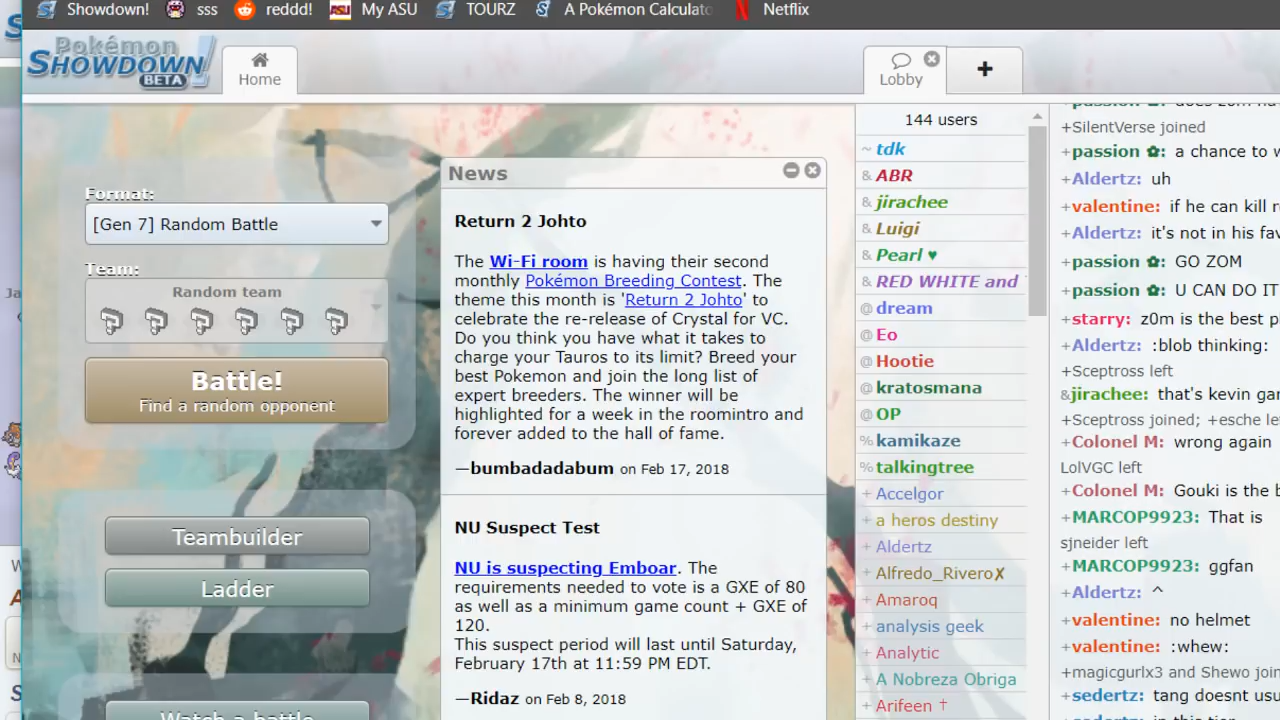 Showdown!
sss
reddd!
My ASU
TOURZ
A Pokémon Calculato
Netflix
Pokémon
SHOWDOWN!
BETA
Home
Lobby
+
Format:
[Gen 7] Random Battle
Team:
Random team
? ? ? ? ? ?
Battle!
Find a random opponent
Teambuilder
Ladder
Watch a battle
News
Return 2 Johto
The Wi-Fi room is having their second
monthly Pokémon Breeding Contest. The
theme this month is 'Return 2 Johto' to
celebrate the re-release of Crystal for VC.
Do you think you have what it takes to
charge your Tauros to its limit? Breed your
best Pokemon and join the long list of
expert breeders. The winner will be
highlighted for a week in the roomintro and
forever added to the hall of fame.
—bumbadadabum on Feb 17, 2018
NU Suspect Test
NU is suspecting Emboar. The
requirements needed to vote is a GXE of 80
as well as a minimum game count + GXE of
120.
This suspect period will last until Saturday,
February 17th at 11:59 PM EDT.
—Ridaz on Feb 8, 2018
144 users
~ tdk
& ABR
& jirachee
& Luigi
& Pearl ♥
& RED WHITE and
@ dream
@ Eo
@ Hootie
@ kratosmana
@ OP
% kamikaze
% talkingtree
+ Accelgor
+ a heros destiny
+ Aldertz
+ Alfredo_Rivero✗
+ Amaroq
+ analysis geek
+ Analytic
+ A Nobreza Obriga
+ Arifeen †
+passion ✿: does zom ha
+SilentVerse joined
+passion ✿: a chance to w
+Aldertz: uh
+valentine: if he can kill r
+Aldertz: it's not in his fav
+passion ✿: GO ZOM
+passion ✿: U CAN DO IT
+starry: z0m is the best p
+Aldertz: :blob thinking:
+Sceptross left
&jirachee: that's kevin gar
+Sceptross joined; +esche le
+Colonel M: wrong again
LolVGC left
+Colonel M: Gouki is the b
+MARCOP9923: That is
sjneider left
+MARCOP9923: ggfan
+Aldertz: ^
+valentine: no helmet
+valentine: :whew:
+magicgurlx3 and Shewo join
+sedertz: tang doesnt usu
+sedertz: in this tier